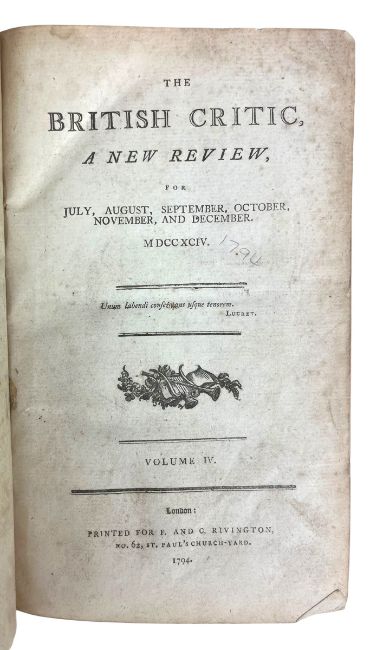 THE
BRITISH CRITIC,
A NEW REVIEW,
FOR
JULY, AUGUST, SEPTEMBER, OCTOBER,
NOVEMBER, AND DECEMBER.
MDCCXCIV. 1794
Unum labendi conservans usque tenorem.
LUCRET.
VOLUME IV.
London:
PRINTED FOR F. AND C. RIVINGTON,
NO. 62, ST. PAUL'S CHURCH-YARD.
1794.